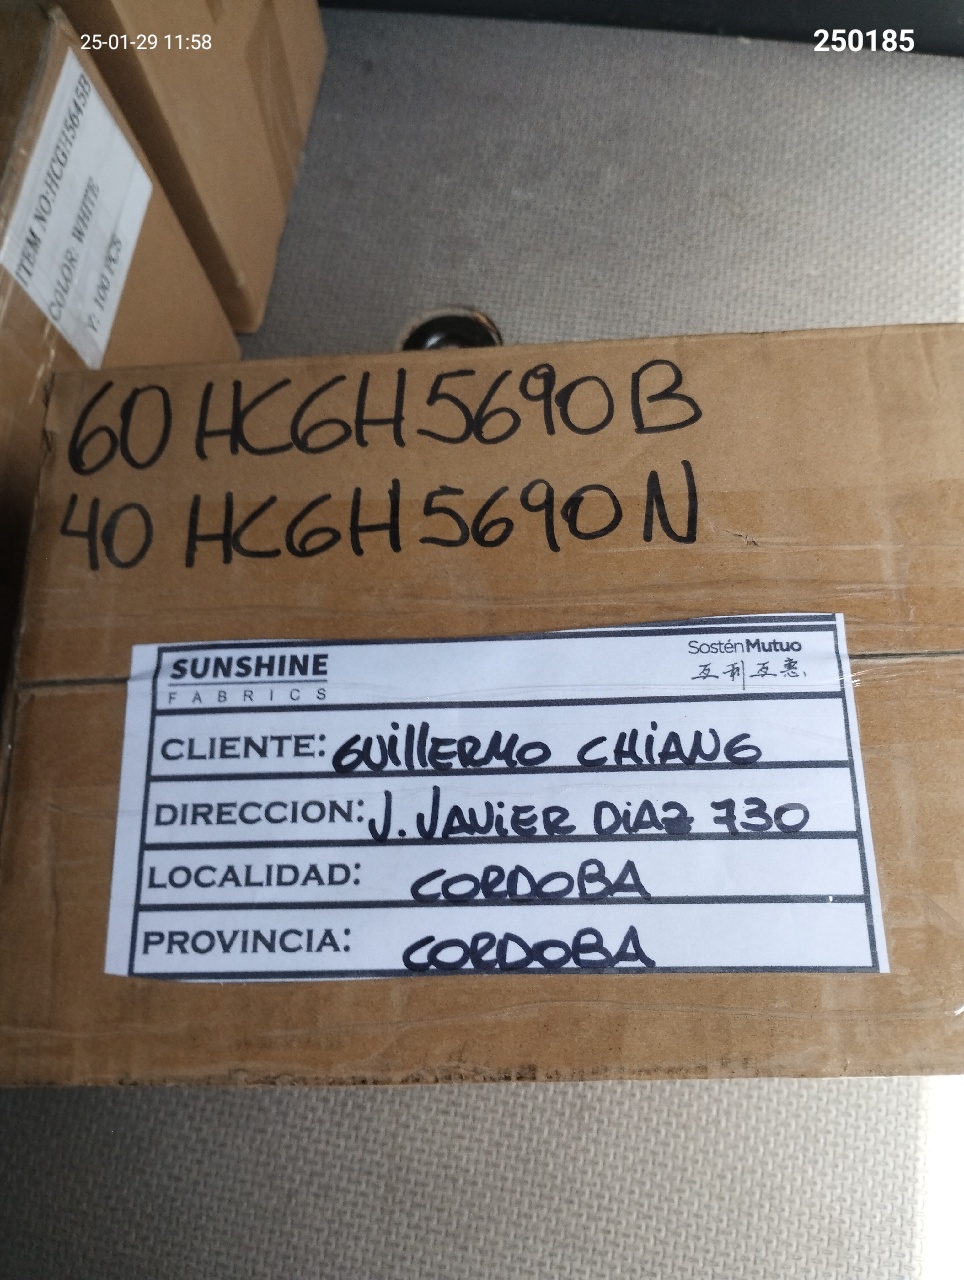 25-01-29 11:58
250185
ITEM NO:HCGH5645B
COLOR: WHITE
Y: 100 PCS
60 HCGH5690B
40 HCGH5690N
SUNSHINE
FABRICS
SosténMutuo
互利互惠
CLIENTE: GUILLERMO CHIANG
DIRECCION: J. JAVIER DIAZ 730
LOCALIDAD: CORDOBA
PROVINCIA: CORDOBA